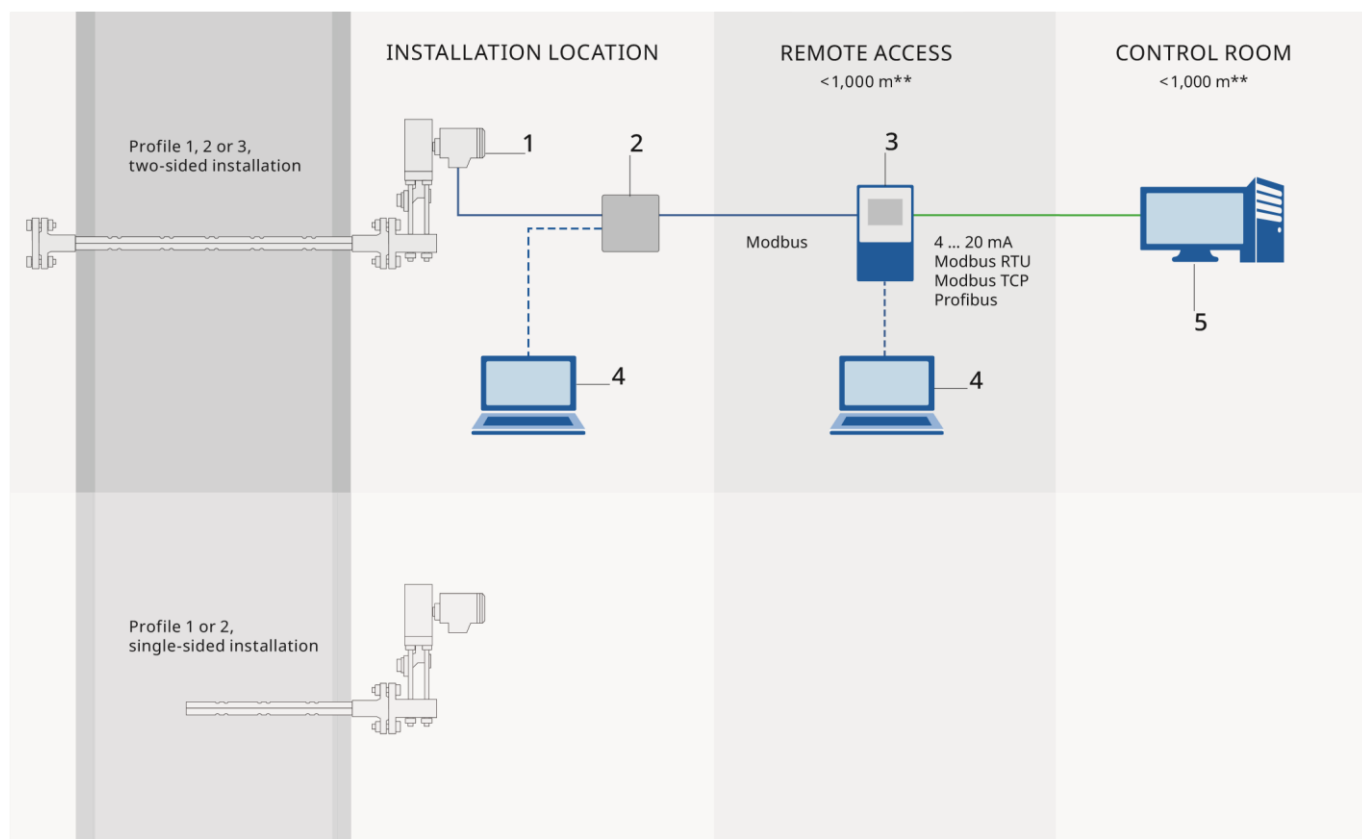 INSTALLATION LOCATION
REMOTE ACCESS
<1,000 m**
CONTROL ROOM
<1,000 m**
Profile 1, 2 or 3,
two-sided installation
1
2
3
Modbus
4 ... 20 mA
Modbus RTU
Modbus TCP
Profibus
5
4
4
Profile 1 or 2,
single-sided installation